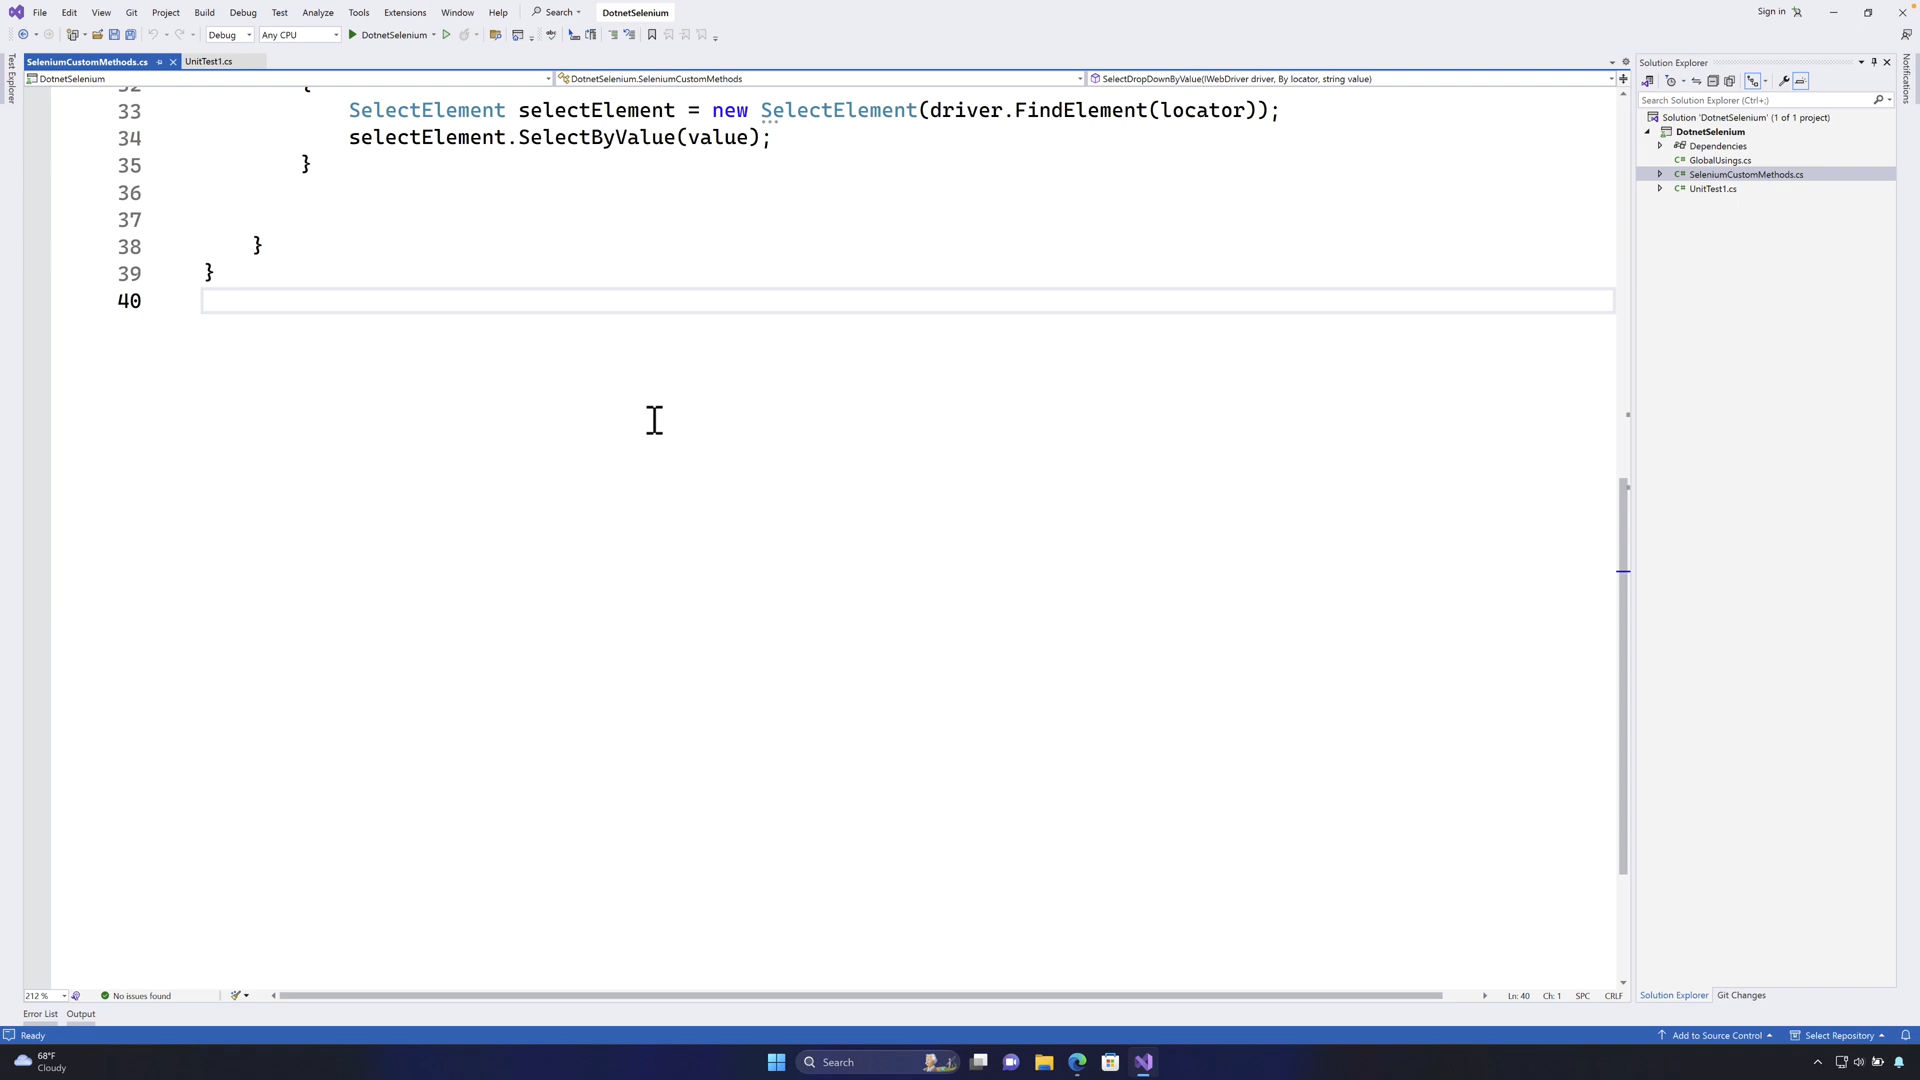 File Edit View Git Project Build Debug Test Analyze Tools Extensions Window Help Search DotnetSelenium Sign in
Debug Any CPU DotnetSelenium
SeleniumCustomMethods.cs UnitTest1.cs
DotnetSelenium DotnetSelenium.SeleniumCustomMethods SelectDropDownByValue(IWebDriver driver, By locator, string value)
Test Explorer
32 {
33 SelectElement selectElement = new SelectElement(driver.FindElement(locator));
34 selectElement.SelectByValue(value);
35 }
36
37
38 }
39 }
40
212 % No issues found Ln: 40 Ch: 1 SPC CRLF
Error List Output
Solution Explorer
Search Solution Explorer (Ctrl+;)
Solution 'DotnetSelenium' (1 of 1 project)
DotnetSelenium
Dependencies
C# GlobalUsings.cs
C# SeleniumCustomMethods.cs
C# UnitTest1.cs
Solution Explorer Git Changes
Notifications
Ready Add to Source Control Select Repository
68°F
Cloudy
Search